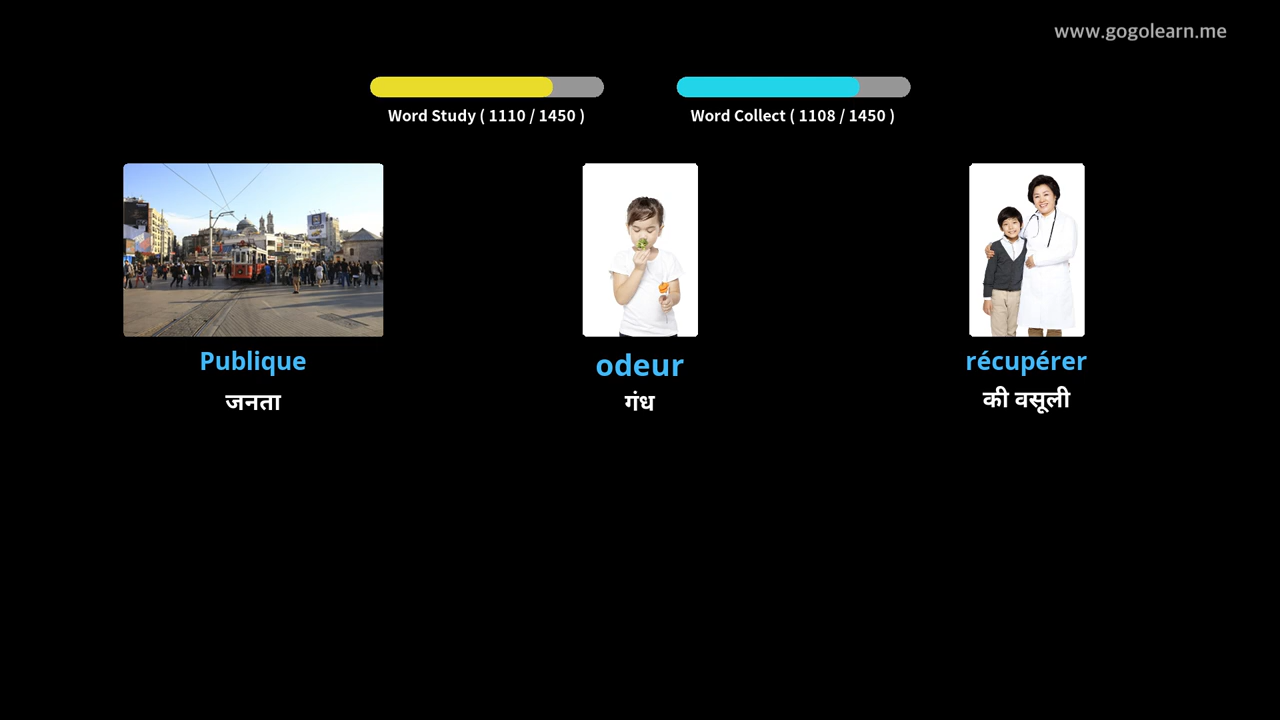 www.gogolearn.me
Word Study ( 1110 / 1450 )
Word Collect ( 1108 / 1450 )
Publique
odeur
récupérer
जनता
गंध
की वसूली